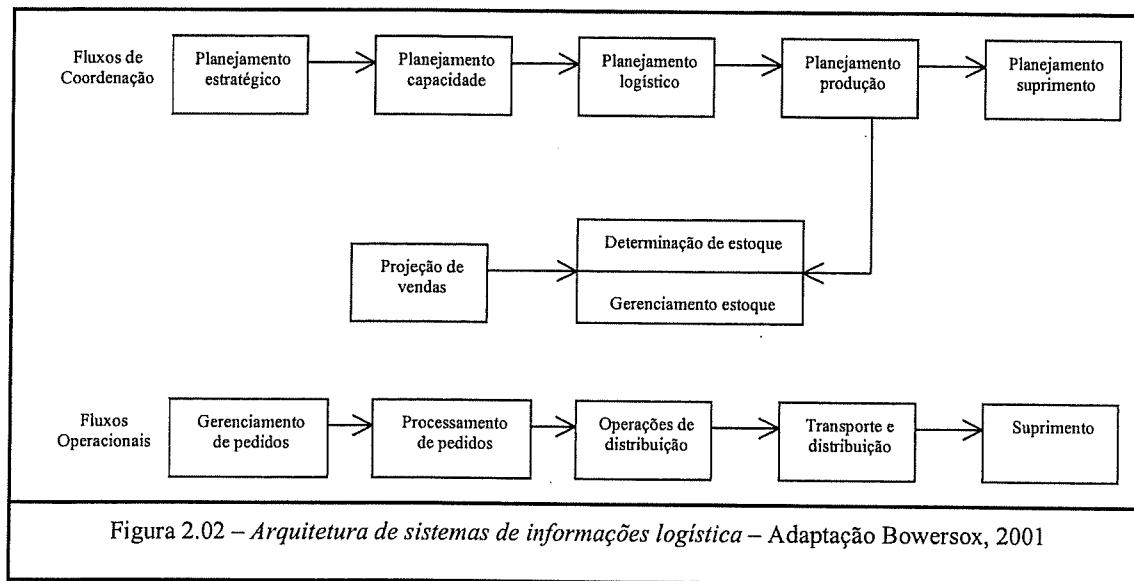 Fluxos de
Coordenação
Planejamento
estratégico
Planejamento
capacidade
Planejamento
logístico
Planejamento
produção
Planejamento
suprimento
Projeção de
vendas
Determinação de estoque
Gerenciamento estoque
Fluxos
Operacionais
Gerenciamento
de pedidos
Processamento
de pedidos
Operações de
distribuição
Transporte e
distribuição
Suprimento
Figura 2.02 – Arquitetura de sistemas de informações logística – Adaptação Bowersox, 2001